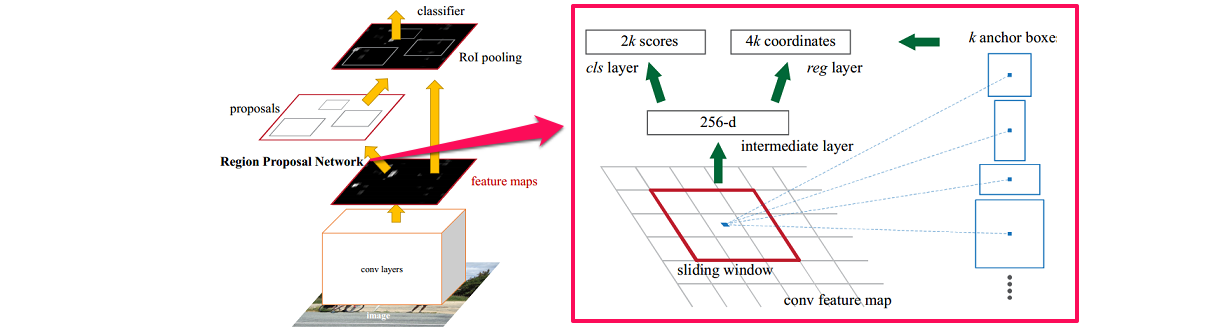 classifier
RoI pooling
proposals
Region Proposal Network
feature maps
conv layers
image
2k scores
4k coordinates
k anchor boxes
cls layer
reg layer
256-d
intermediate layer
sliding window
conv feature map